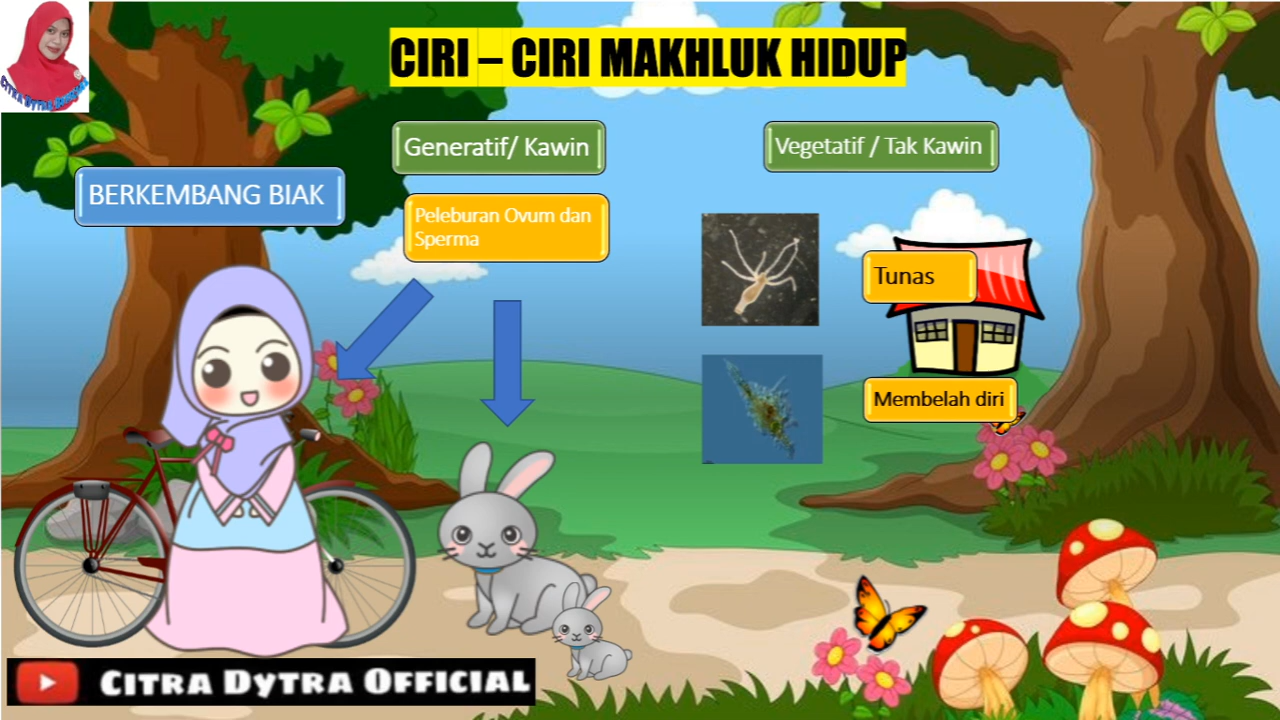 CIRI – CIRI MAKHLUK HIDUP
Generatif/ Kawin
Vegetatif / Tak Kawin
BERKEMBANG BIAK
Peleburan Ovum dan
Sperma
Tunas
Membelah diri
CITRA DYTRA OFFICIAL